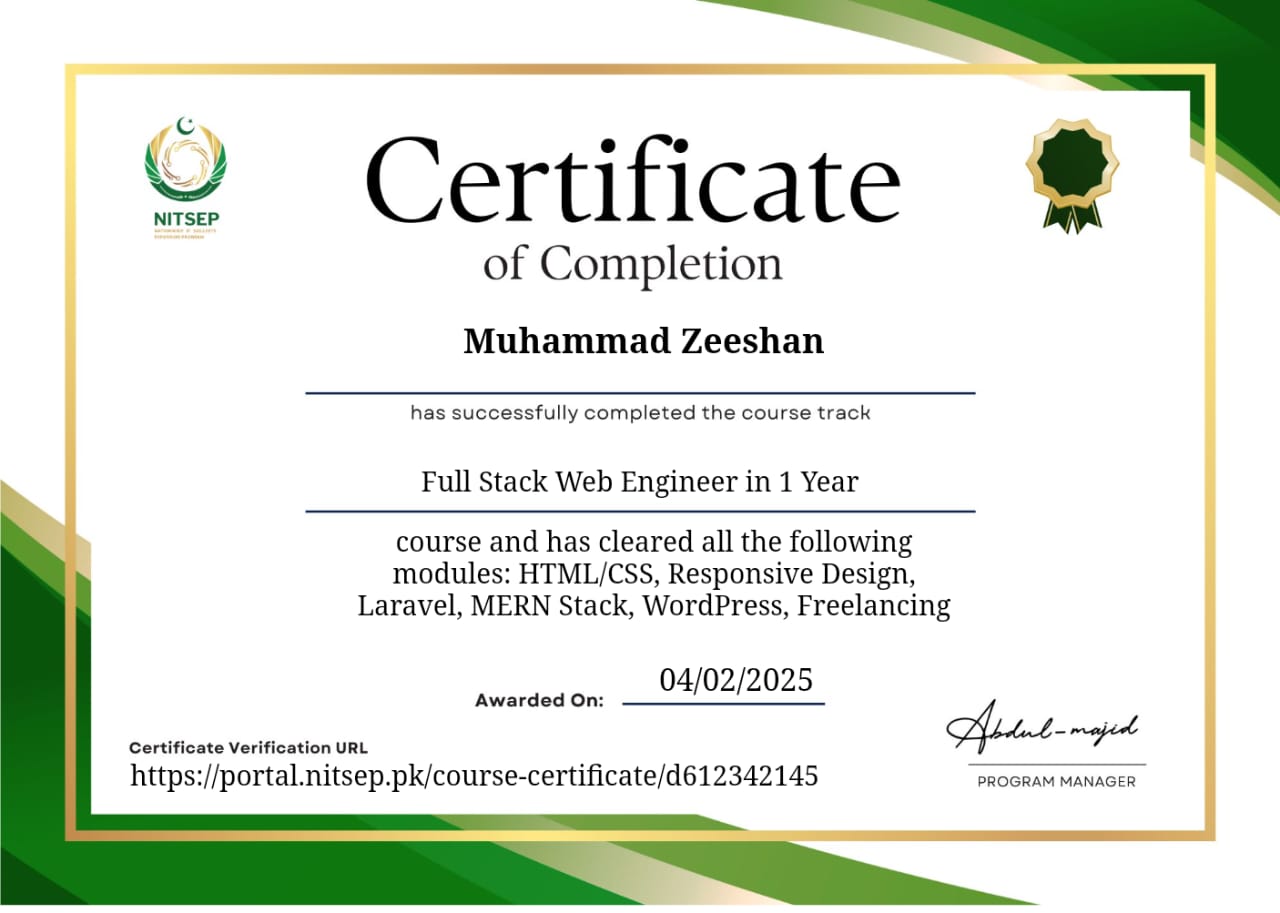 NITSEP
Certificate
of Completion
Muhammad Zeeshan
has successfully completed the course track
Full Stack Web Engineer in 1 Year
course and has cleared all the following
modules: HTML/CSS, Responsive Design,
Laravel, MERN Stack, WordPress, Freelancing
04/02/2025
Awarded On:
Abdul-majid
Certificate Verification URL
https://portal.nitsep.pk/course-certificate/d612342145
PROGRAM MANAGER